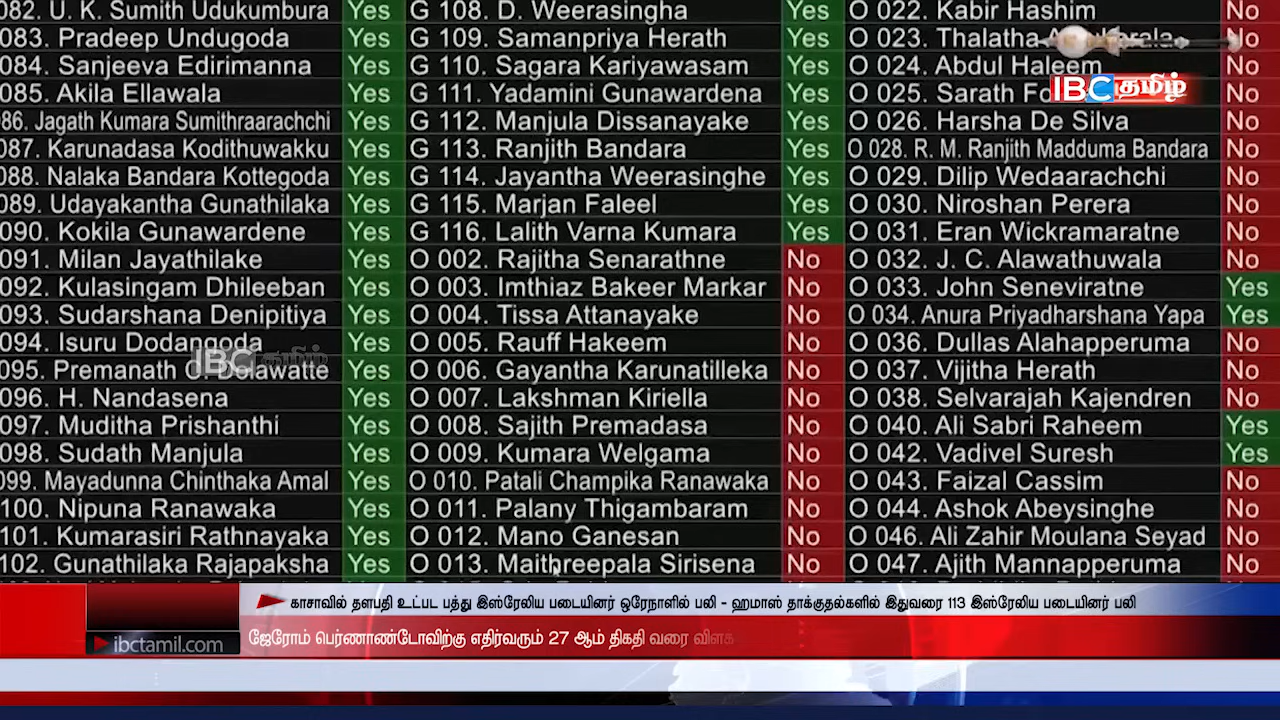 082. U. K. Sumith Udukumbura Yes G 108. D. Weerasingha Yes O 022. Kabir Hashim No
083. Pradeep Undugoda Yes G 109. Samanpriya Herath Yes O 023. Thalatha No
084. Sanjeeva Edirimanna Yes G 110. Sagara Kariyawasam Yes O 024. Abdul Haleem No
085. Akila Ellawala Yes G 111. Yadamini Gunawardena Yes O 025. Sarath No
IBC தமிழ்
086. Jagath Kumara Sumithraarachchi Yes G 112. Manjula Dissanayake Yes O 026. Harsha De Silva No
087. Karunadasa Kodithuwakku Yes G 113. Ranjith Bandara Yes O 028. R. M. Ranjith Madduma Bandara No
088. Nalaka Bandara Kottegoda Yes G 114. Jayantha Weerasinghe Yes O 029. Dilip Wedaarachchi No
089. Udayakantha Gunathilaka Yes G 115. Marjan Faleel Yes O 030. Niroshan Perera No
090. Kokila Gunawardene Yes G 116. Lalith Varna Kumara Yes O 031. Eran Wickramaratne No
091. Milan Jayathilake Yes O 002. Rajitha Senarathne No O 032. J. C. Alawathuwala No
092. Kulasingam Dhileeban Yes O 003. Imthiaz Bakeer Markar No O 033. John Seneviratne Yes
093. Sudarshana Denipitiya Yes O 004. Tissa Attanayake No O 034. Anura Priyadharshana Yapa Yes
094. Isuru Dodangoda Yes O 005. Rauff Hakeem No O 036. Dullas Alahapperuma No
IBC தமிழ்
095. Premanath C. Dolawatte Yes O 006. Gayantha Karunatilleka No O 037. Vijitha Herath No
096. H. Nandasena Yes O 007. Lakshman Kiriella No O 038. Selvarajah Kajendren No
097. Muditha Prishanthi Yes O 008. Sajith Premadasa No O 040. Ali Sabri Raheem Yes
098. Sudath Manjula Yes O 009. Kumara Welgama No O 042. Vadivel Suresh Yes
099. Mayadunna Chinthaka Amal Yes O 010. Patali Champika Ranawaka No O 043. Faizal Cassim No
100. Nipuna Ranawaka Yes O 011. Palany Thigambaram No O 044. Ashok Abeysinghe No
101. Kumarasiri Rathnayaka Yes O 012. Mano Ganesan No O 046. Ali Zahir Moulana Seyad No
102. Gunathilaka Rajapaksha Yes O 013. Maithreepala Sirisena No O 047. Ajith Mannapperuma No
காசாவில் தளபதி உட்பட பத்து இஸ்ரேலிய படையினர் ஒரேநாளில் பலி - ஹமாஸ் தாக்குதல்களில் இதுவரை 113 இஸ்ரேலிய படையினர் பலி
ibctamil.com ஜேரோம் பெர்ணாண்டோவிற்கு எதிர்வரும் 27 ஆம் திகதி வரை